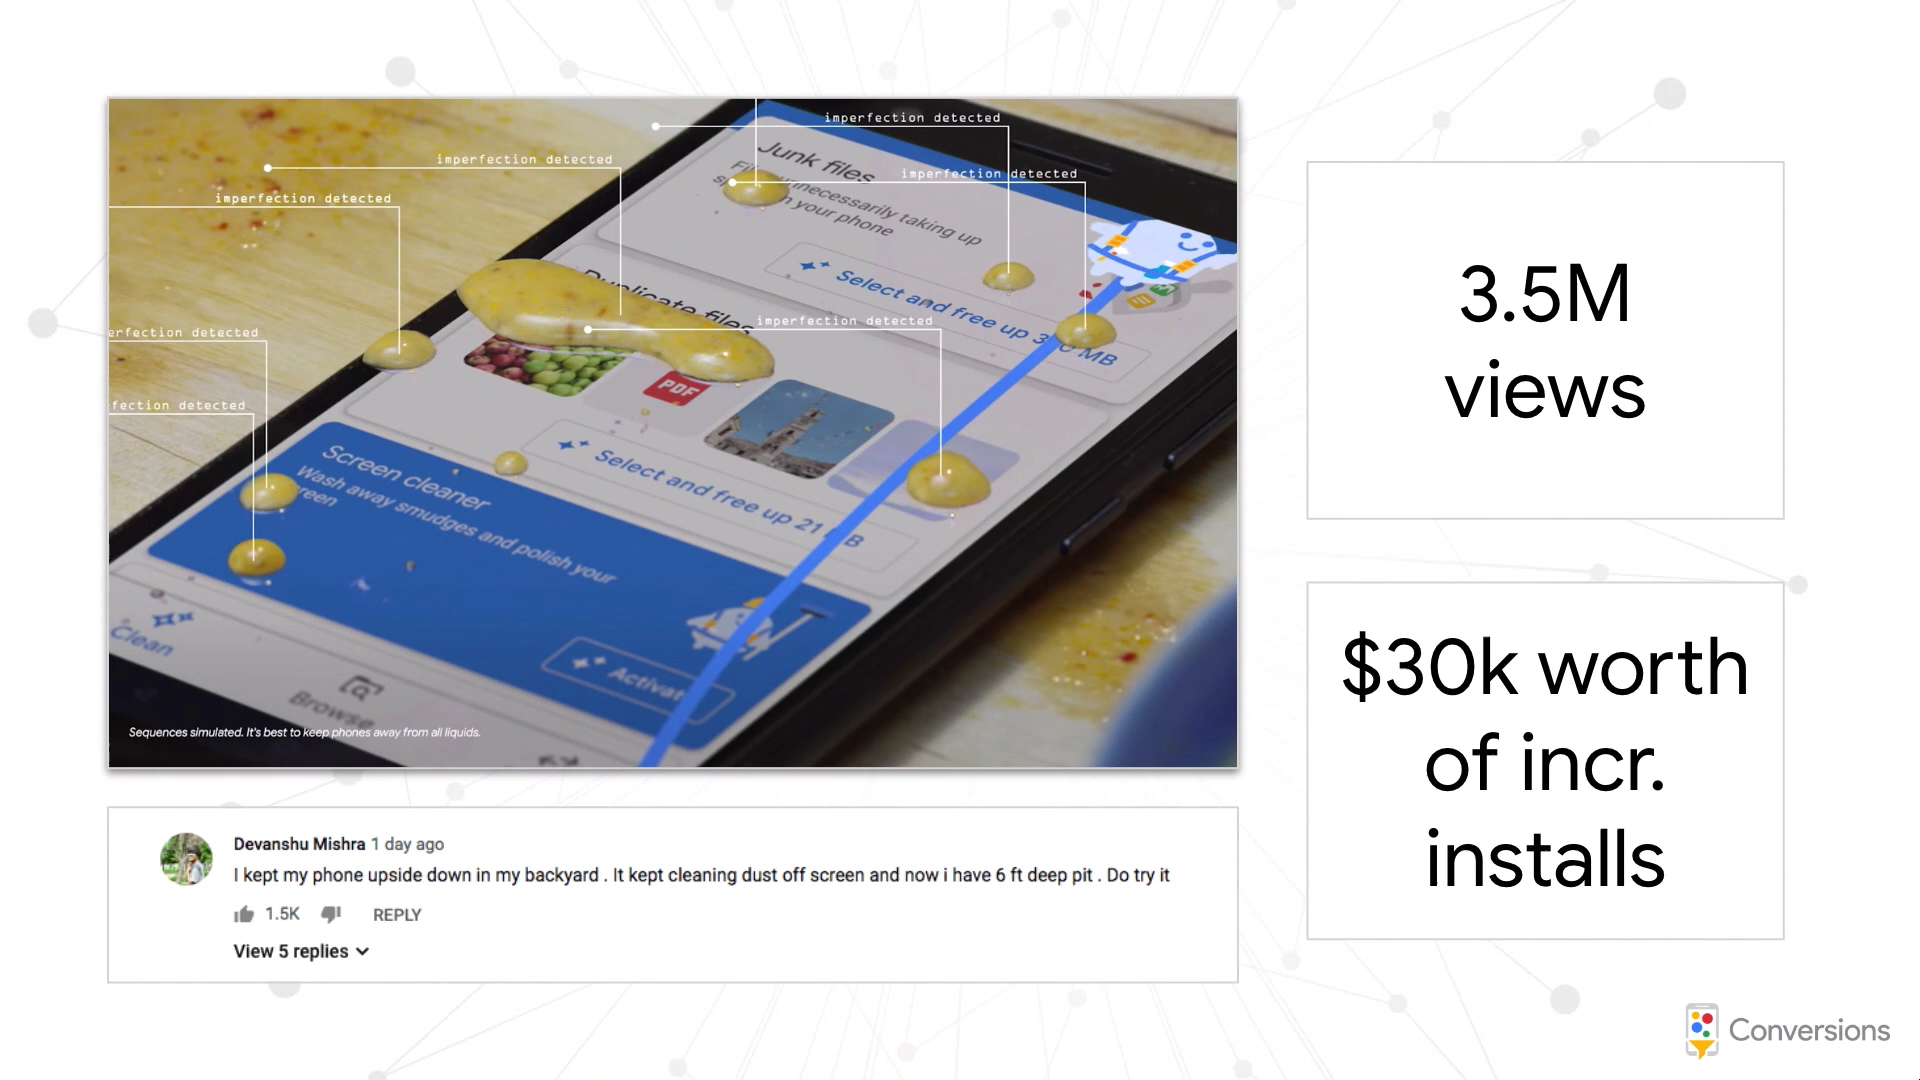 imperfection detected
imperfection detected
imperfection detected
imperfection detected
imperfection detected
erfection detected
fection detected
Junk files
unnecessarily taking up
n your phone
Select and free up 3 0 MB
Duplicate files
PDF
Select and free up 21 B
Screen cleaner
Wash away smudges and polish your
reen
Activat
Clean
Browse
Sequences simulated. It's best to keep phones away from all liquids.
Devanshu Mishra 1 day ago
I kept my phone upside down in my backyard . It kept cleaning dust off screen and now i have 6 ft deep pit . Do try it
1.5K REPLY
View 5 replies
3.5M
views
$30k worth
of incr.
installs
Conversions